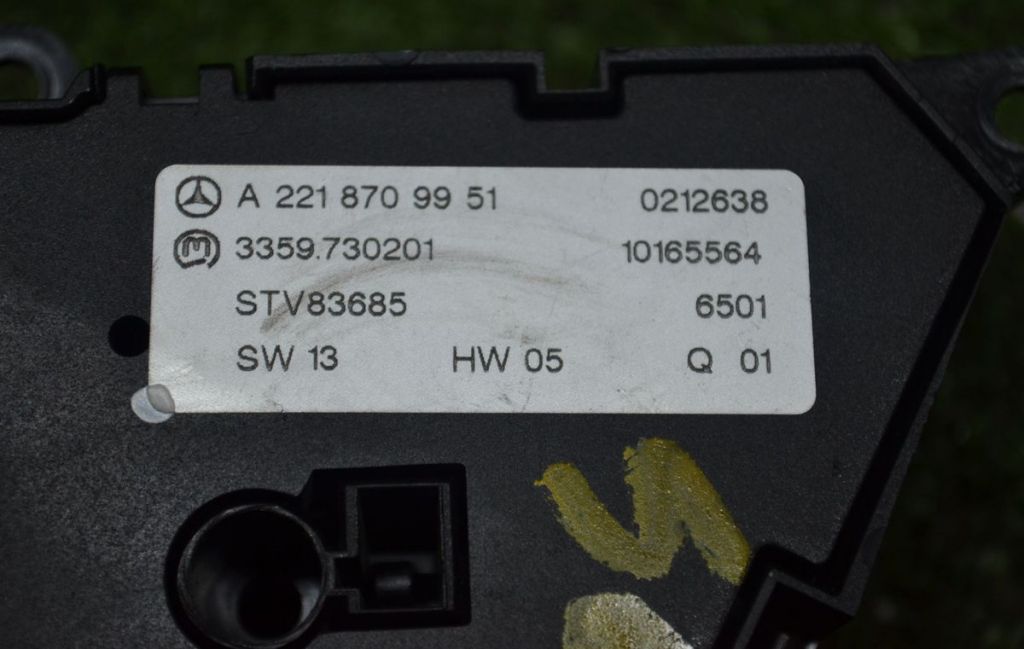 A 221 870 99 51 0212638
3359.730201 10165564
STV83685 6501
SW 13 HW 05 Q 01